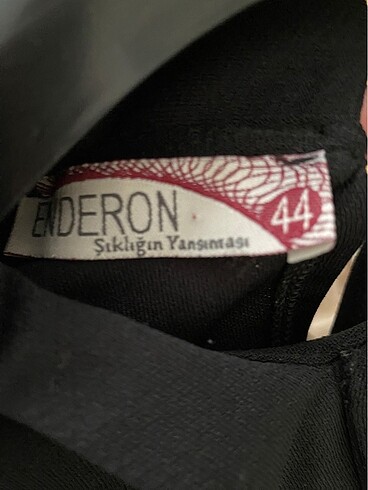 ENDERON
44
Şıklığın Yansıması